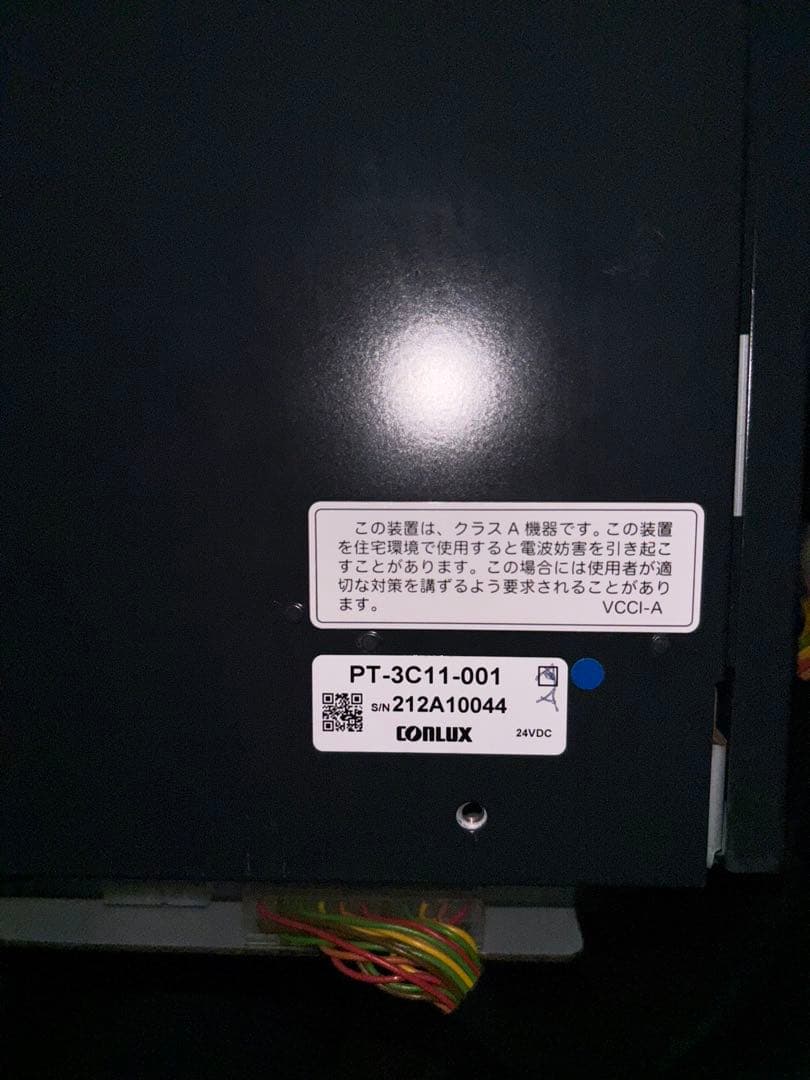 この装置は、クラスA機器です。この装置
を住宅環境で使用すると電波妨害を引き起こ
すことがあります。この場合には使用者が適
切な対策を講ずるよう要求されることがあり
ます。 VCCI-A
PT-3C11-001
S/N 212A10044
CONLUX 24VDC